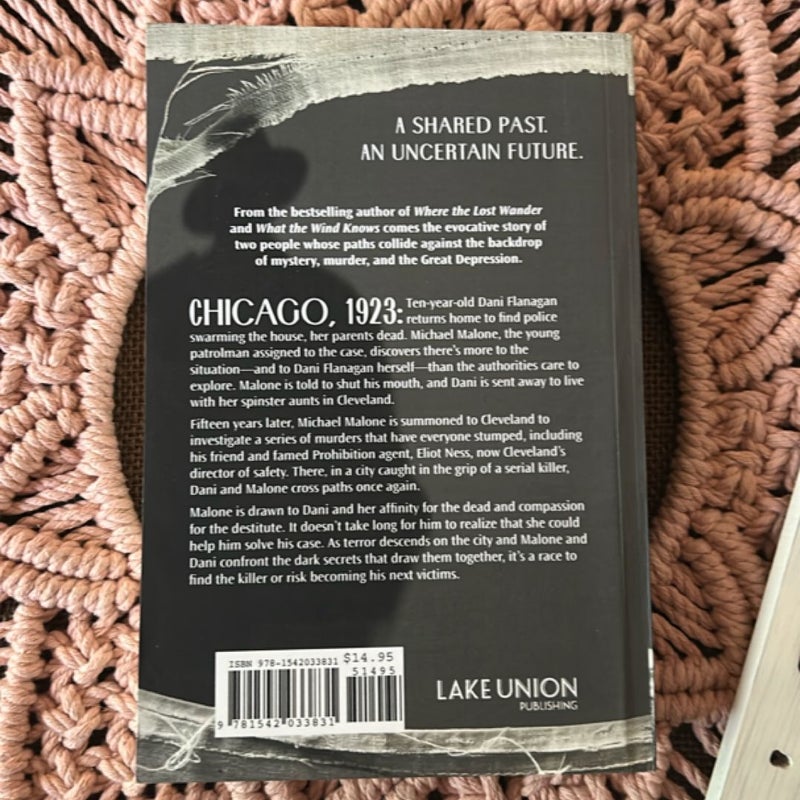 A SHARED PAST.
AN UNCERTAIN FUTURE.
From the bestselling author of Where the Lost Wander
and What the Wind Knows comes the evocative story of
two people whose paths collide against the backdrop
of mystery, murder, and the Great Depression.
CHICAGO, 1923: Ten-year-old Dani Flanagan
returns home to find police
swarming the house, her parents dead. Michael Malone, the young
patrolman assigned to the case, discovers there's more to the
situation—and to Dani Flanagan herself—than the authorities care to
explore. Malone is told to shut his mouth, and Dani is sent away to live
with her spinster aunts in Cleveland.
Fifteen years later, Michael Malone is summoned to Cleveland to
investigate a series of murders that have everyone stumped, including
his friend and famed Prohibition agent, Eliot Ness, now Cleveland's
director of safety. There, in a city caught in the grip of a serial killer,
Dani and Malone cross paths once again.
Malone is drawn to Dani and her affinity for the dead and compassion
for the destitute. It doesn't take long for him to realize that she could
help him solve his case. As terror descends on the city and Malone and
Dani confront the dark secrets that draw them together, it's a race to
find the killer or risk becoming his next victims.
ISBN 978-1542033831 $14.95
51495
9 781542 033831
LAKE UNION
PUBLISHING